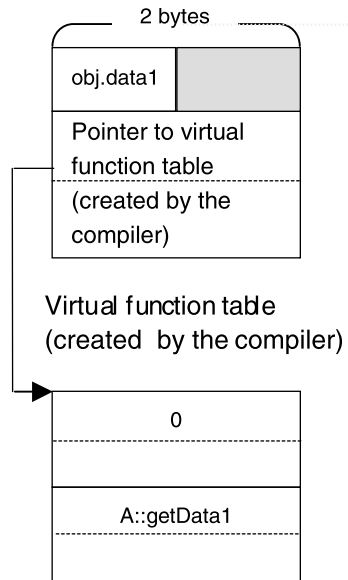 2 bytes
obj.data1
Pointer to virtual
function table
(created by the
compiler)
Virtual function table
(created by the compiler)
0
A::getData1